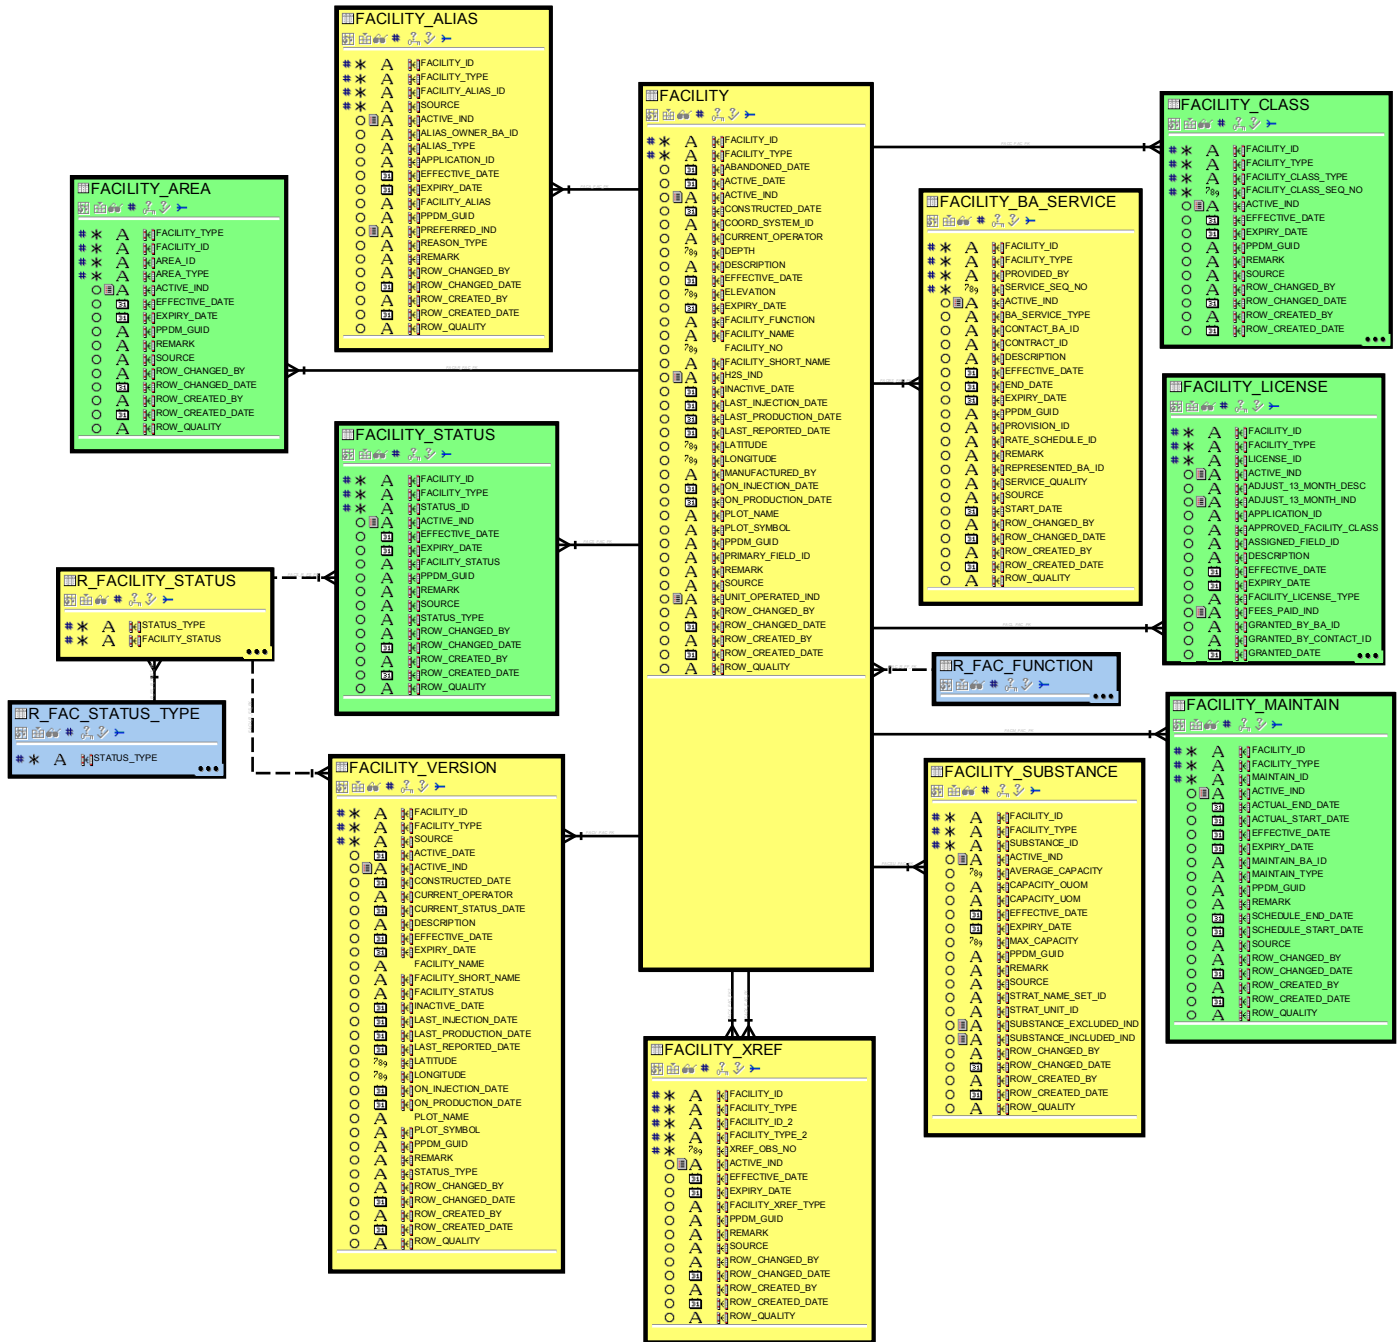 FACILITY_ALIAS
FACILITY_ID
FACILITY_TYPE
FACILITY_ALIAS_ID
SOURCE
ACTIVE_IND
ALIAS_OWNER_BA_ID
ALIAS_TYPE
APPLICATION_ID
EFFECTIVE_DATE
EXPIRY_DATE
FACILITY_ALIAS
PPDM_GUID
PREFERRED_IND
REASON_TYPE
REMARK
ROW_CHANGED_BY
ROW_CHANGED_DATE
ROW_CREATED_BY
ROW_CREATED_DATE
ROW_QUALITY
FACILITY
FACILITY_ID
FACILITY_TYPE
ABANDONED_DATE
ACTIVE_DATE
ACTIVE_IND
CONSTRUCTED_DATE
COORD_SYSTEM_ID
CURRENT_OPERATOR
DEPTH
DESCRIPTION
EFFECTIVE_DATE
ELEVATION
EXPIRY_DATE
FACILITY_FUNCTION
FACILITY_NAME
FACILITY_NO
FACILITY_SHORT_NAME
H2S_IND
INACTIVE_DATE
LAST_INJECTION_DATE
LAST_PRODUCTION_DATE
LAST_REPORTED_DATE
LATITUDE
LONGITUDE
MANUFACTURED_BY
ON_INJECTION_DATE
ON_PRODUCTION_DATE
PLOT_NAME
PLOT_SYMBOL
PPDM_GUID
PRIMARY_FIELD_ID
REMARK
SOURCE
UNIT_OPERATED_IND
ROW_CHANGED_BY
ROW_CHANGED_DATE
ROW_CREATED_BY
ROW_CREATED_DATE
ROW_QUALITY
FACILITY_CLASS
FACILITY_ID
FACILITY_TYPE
FACILITY_CLASS_TYPE
FACILITY_CLASS_SEQ_NO
ACTIVE_IND
EFFECTIVE_DATE
EXPIRY_DATE
PPDM_GUID
REMARK
SOURCE
ROW_CHANGED_BY
ROW_CHANGED_DATE
ROW_CREATED_BY
ROW_CREATED_DATE
FACILITY_AREA
FACILITY_TYPE
FACILITY_ID
AREA_ID
AREA_TYPE
ACTIVE_IND
EFFECTIVE_DATE
EXPIRY_DATE
PPDM_GUID
REMARK
SOURCE
ROW_CHANGED_BY
ROW_CHANGED_DATE
ROW_CREATED_BY
ROW_CREATED_DATE
ROW_QUALITY
FACILITY_BA_SERVICE
FACILITY_ID
FACILITY_TYPE
PROVIDED_BY
SERVICE_SEQ_NO
ACTIVE_IND
BA_SERVICE_TYPE
CONTACT_BA_ID
CONTRACT_ID
DESCRIPTION
EFFECTIVE_DATE
END_DATE
EXPIRY_DATE
PPDM_GUID
PROVISION_ID
RATE_SCHEDULE_ID
REMARK
REPRESENTED_BA_ID
SERVICE_QUALITY
SOURCE
START_DATE
ROW_CHANGED_BY
ROW_CHANGED_DATE
ROW_CREATED_BY
ROW_CREATED_DATE
ROW_QUALITY
FACILITY_LICENSE
FACILITY_ID
FACILITY_TYPE
LICENSE_ID
ACTIVE_IND
ADJUST_13_MONTH_DESC
ADJUST_13_MONTH_IND
APPLICATION_ID
APPROVED_FACILITY_CLASS
ASSIGNED_FIELD_ID
DESCRIPTION
EFFECTIVE_DATE
EXPIRY_DATE
FACILITY_LICENSE_TYPE
FEES_PAID_IND
GRANTED_BY_BA_ID
GRANTED_BY_CONTACT_ID
GRANTED_DATE
FACILITY_STATUS
FACILITY_ID
FACILITY_TYPE
STATUS_ID
ACTIVE_IND
EFFECTIVE_DATE
EXPIRY_DATE
FACILITY_STATUS
PPDM_GUID
REMARK
SOURCE
STATUS_TYPE
ROW_CHANGED_BY
ROW_CHANGED_DATE
ROW_CREATED_BY
ROW_CREATED_DATE
ROW_QUALITY
R_FACILITY_STATUS
STATUS_TYPE
FACILITY_STATUS
R_FAC_STATUS_TYPE
STATUS_TYPE
R_FAC_FUNCTION
FACILITY_MAINTAIN
FACILITY_ID
FACILITY_TYPE
MAINTAIN_ID
ACTIVE_IND
ACTUAL_END_DATE
ACTUAL_START_DATE
EFFECTIVE_DATE
EXPIRY_DATE
MAINTAIN_BA_ID
MAINTAIN_TYPE
PPDM_GUID
REMARK
SCHEDULE_END_DATE
SCHEDULE_START_DATE
SOURCE
ROW_CHANGED_BY
ROW_CHANGED_DATE
ROW_CREATED_BY
ROW_CREATED_DATE
ROW_QUALITY
FACILITY_VERSION
FACILITY_ID
FACILITY_TYPE
SOURCE
ACTIVE_DATE
ACTIVE_IND
CONSTRUCTED_DATE
CURRENT_OPERATOR
CURRENT_STATUS_DATE
DESCRIPTION
EFFECTIVE_DATE
EXPIRY_DATE
FACILITY_NAME
FACILITY_SHORT_NAME
FACILITY_STATUS
INACTIVE_DATE
LAST_INJECTION_DATE
LAST_PRODUCTION_DATE
LAST_REPORTED_DATE
LATITUDE
LONGITUDE
ON_INJECTION_DATE
ON_PRODUCTION_DATE
PLOT_NAME
PLOT_SYMBOL
PPDM_GUID
REMARK
STATUS_TYPE
ROW_CHANGED_BY
ROW_CHANGED_DATE
ROW_CREATED_BY
ROW_CREATED_DATE
ROW_QUALITY
FACILITY_SUBSTANCE
FACILITY_ID
FACILITY_TYPE
SUBSTANCE_ID
ACTIVE_IND
AVERAGE_CAPACITY
CAPACITY_OUOM
CAPACITY_UOM
EFFECTIVE_DATE
EXPIRY_DATE
MAX_CAPACITY
PPDM_GUID
REMARK
SOURCE
STRAT_NAME_SET_ID
STRAT_UNIT_ID
SUBSTANCE_EXCLUDED_IND
SUBSTANCE_INCLUDED_IND
ROW_CHANGED_BY
ROW_CHANGED_DATE
ROW_CREATED_BY
ROW_CREATED_DATE
ROW_QUALITY
FACILITY_XREF
FACILITY_ID
FACILITY_TYPE
FACILITY_ID_2
FACILITY_TYPE_2
XREF_OBS_NO
ACTIVE_IND
EFFECTIVE_DATE
EXPIRY_DATE
FACILITY_XREF_TYPE
PPDM_GUID
REMARK
SOURCE
ROW_CHANGED_BY
ROW_CHANGED_DATE
ROW_CREATED_BY
ROW_CREATED_DATE
ROW_QUALITY